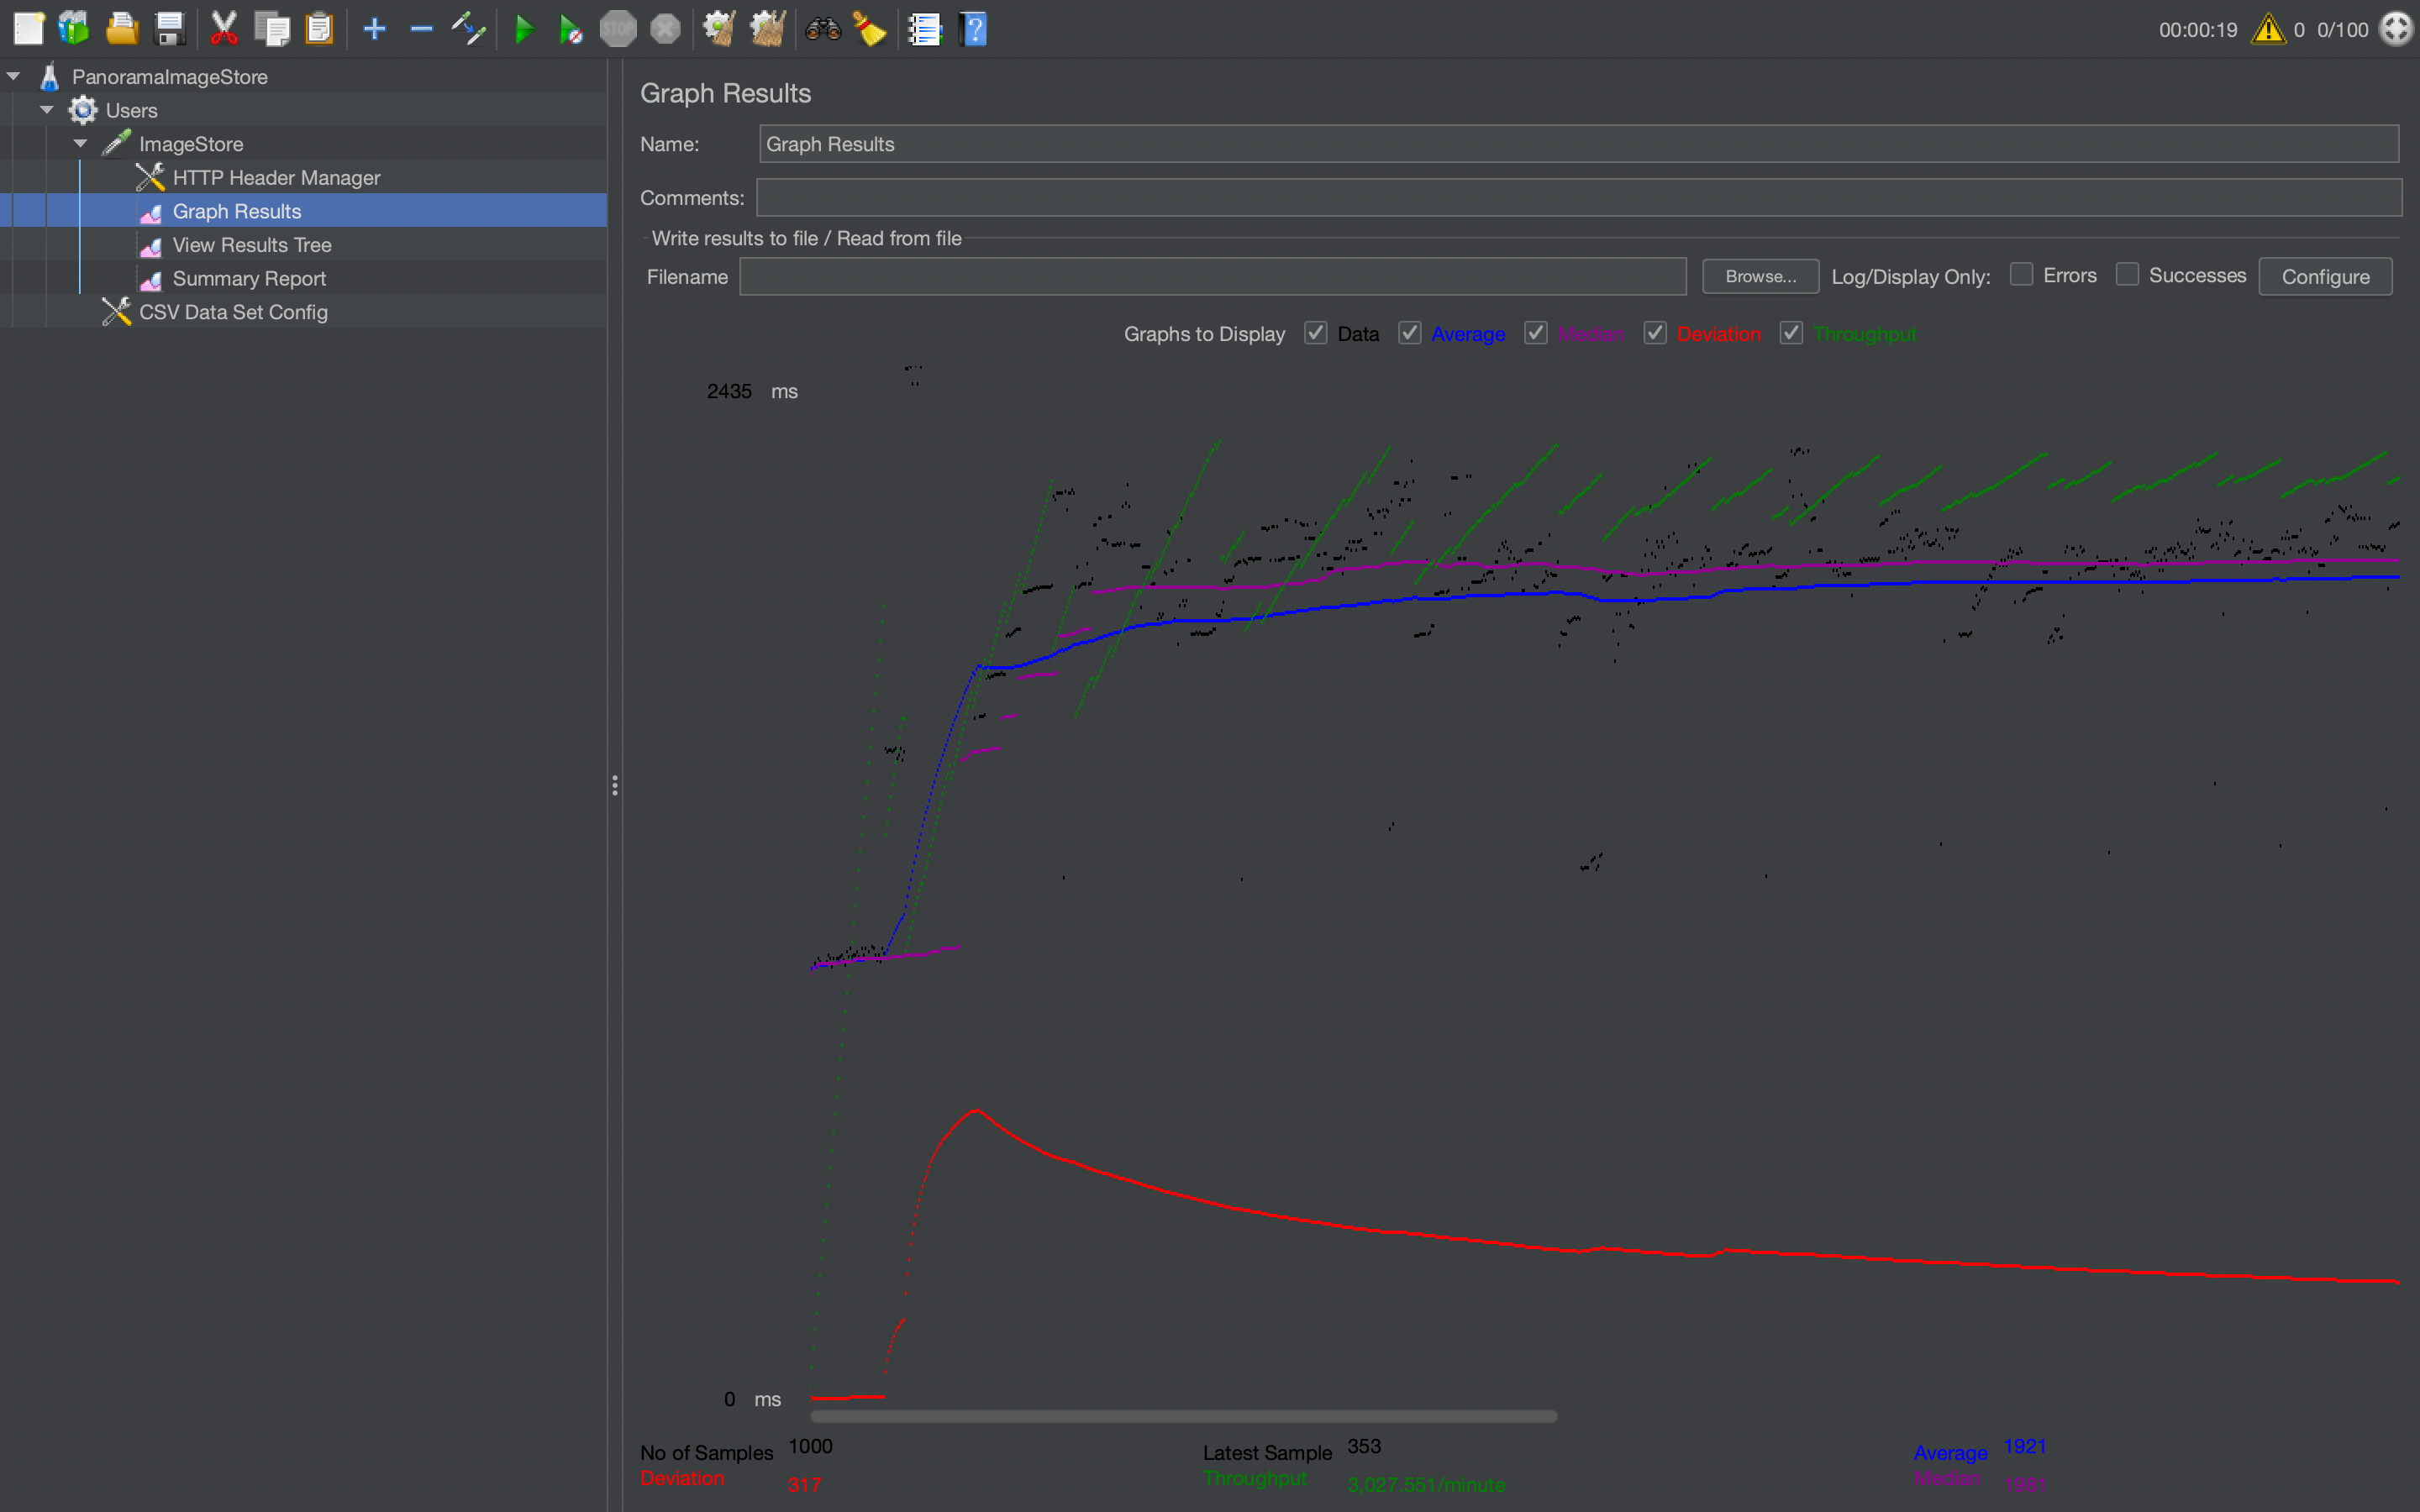 STOP
00:00:19 0 0/100
PanoramaImageStore
Users
ImageStore
HTTP Header Manager
Graph Results
View Results Tree
Summary Report
CSV Data Set Config
Graph Results
Name: Graph Results
Comments:
Write results to file / Read from file
Filename Browse... Log/Display Only: Errors Successes Configure
Graphs to Display Data Average Median Deviation Throughput
2435 ms
0 ms
No of Samples 1000 Latest Sample 353 Average 1921
Deviation 317 Throughput 3,027.551/minute Median 1981